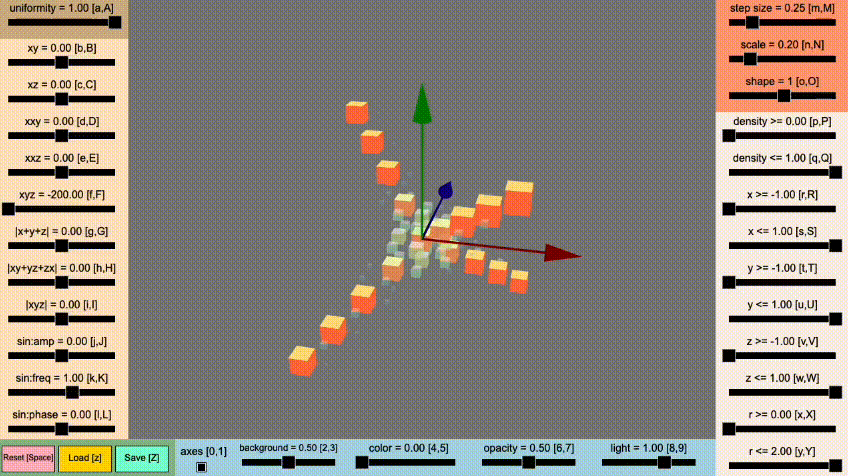 uniformity = 1.00 [a,A]
xy = 0.00 [b,B]
xz = 0.00 [c,C]
xxy = 0.00 [d,D]
xxz = 0.00 [e,E]
xyz = -200.00 [f,F]
|x+y+z| = 0.00 [g,G]
|xy+yz+zx| = 0.00 [h,H]
|xyz| = 0.00 [i,I]
sin:amp = 0.00 [j,J]
sin:freq = 1.00 [k,K]
sin:phase = 0.00 [l,L]
Reset [Space]
Load [z]
Save [Z]
axes [0,1]
background = 0.50 [2,3]
color = 0.00 [4,5]
opacity = 0.50 [6,7]
light = 1.00 [8,9]
step size = 0.25 [m,M]
scale = 0.20 [n,N]
shape = 1 [o,O]
density >= 0.00 [p,P]
density <= 1.00 [q,Q]
x >= -1.00 [r,R]
x <= 1.00 [s,S]
y >= -1.00 [t,T]
y <= 1.00 [u,U]
z >= -1.00 [v,V]
z <= 1.00 [w,W]
r >= 0.00 [x,X]
r <= 2.00 [y,Y]